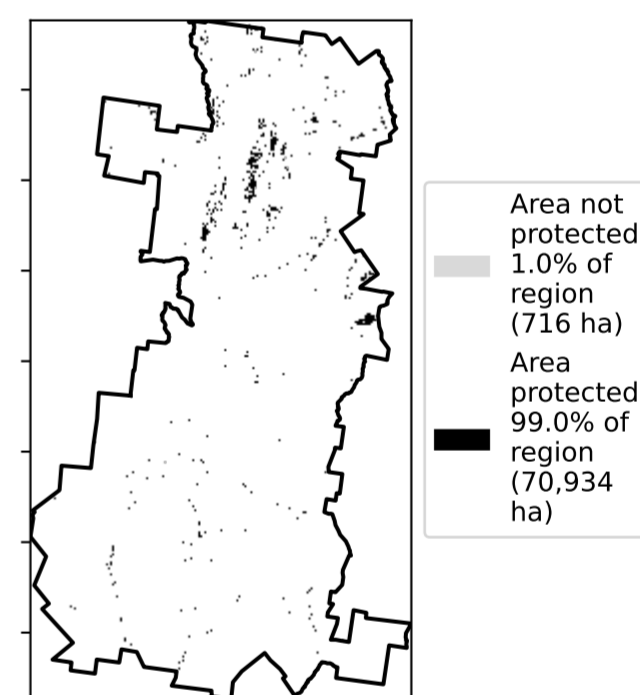 Area not
protected
1.0% of
region
(716 ha)
Area
protected
99.0% of
region
(70,934
ha)